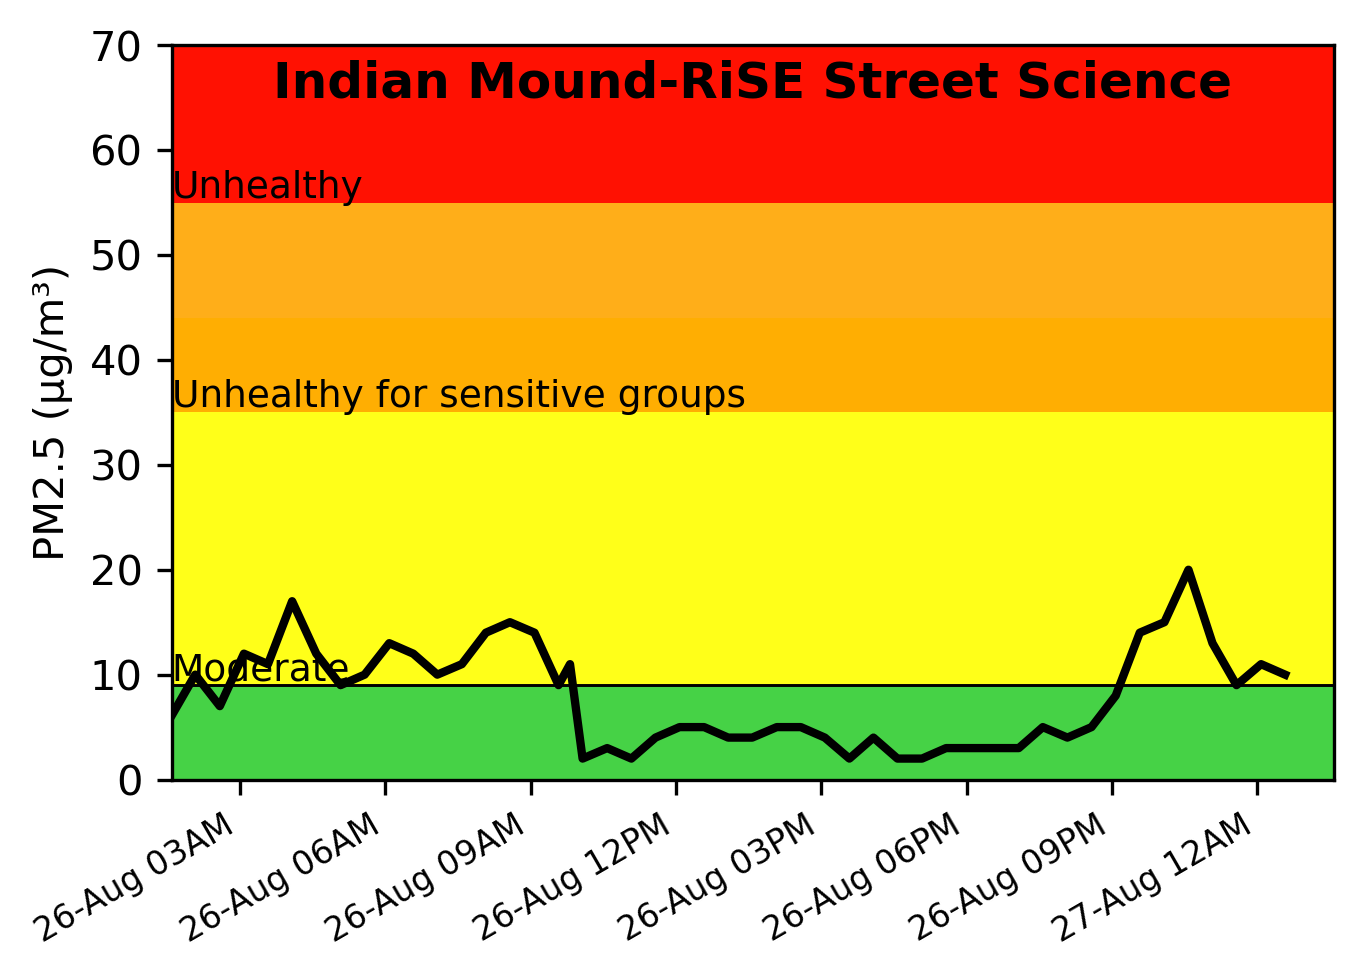 Indian Mound-RiSE Street Science
70
60
50
40
30
20
10
0
PM2.5 (µg/m³)
Unhealthy
Unhealthy for sensitive groups
Moderate
26-Aug 03AM
26-Aug 06AM
26-Aug 09AM
26-Aug 12PM
26-Aug 03PM
26-Aug 06PM
26-Aug 09PM
27-Aug 12AM